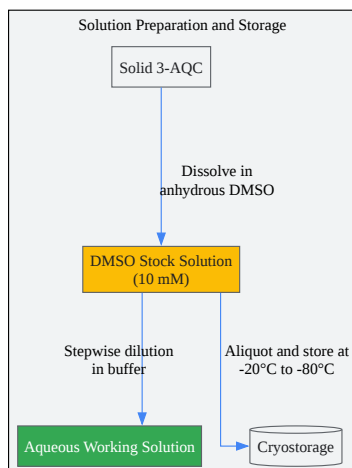 Solution Preparation and Storage
Solid 3-AQC
Dissolve in
anhydrous DMSO
DMSO Stock Solution
(10 mM)
Stepwise dilution
in buffer
Aliquot and store at
-20°C to -80°C
Aqueous Working Solution
Cryostorage